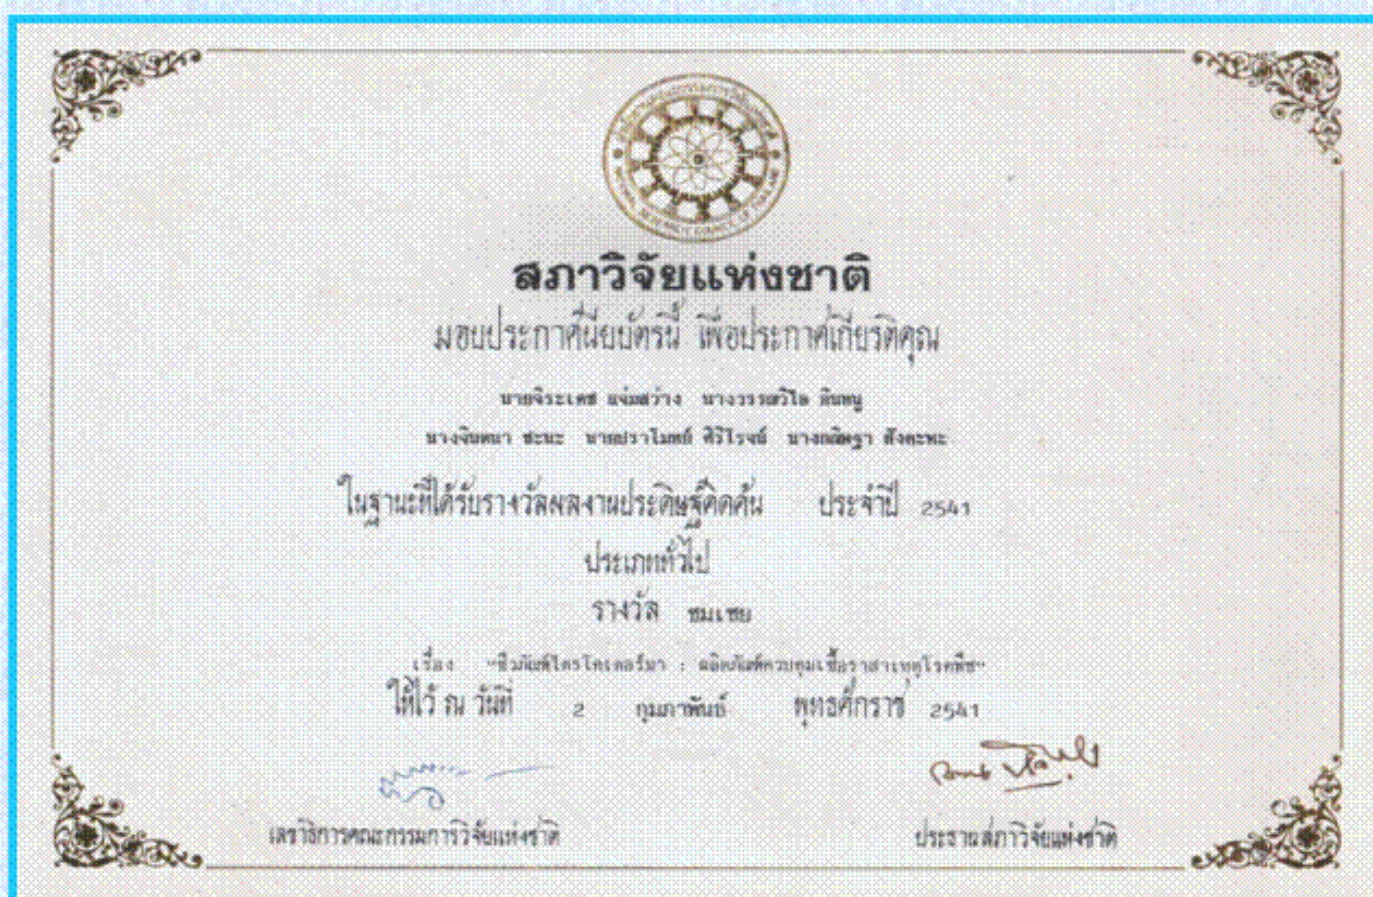 สภาวิจัยแห่งชาติ
มอบประกาศนียบัตรนี้ เพื่อประกาศเกียรติคุณ
นายจิระเดช แจ่มสว่าง นางวรรณวิไล อินทนู
นางจินตนา ชะนะ นายปราโมทย์ ศิริโรจน์
ในฐานะที่ได้รับรางวัลผลงานประดิษฐ์คิดค้น ประจำปี 2541
ประเภททั่วไป
รางวัล ชมเชย
เรื่อง "ชีวภัณฑ์ไตรโคเดอร์มา : ผลิตภัณฑ์ควบคุมเชื้อราสาเหตุโรคพืช"
ให้ไว้ ณ วันที่ 2 กุมภาพันธ์ พุทธศักราช 2541
เลขาธิการคณะกรรมการวิจัยแห่งชาติ
ประธานสภาวิจัยแห่งชาติ